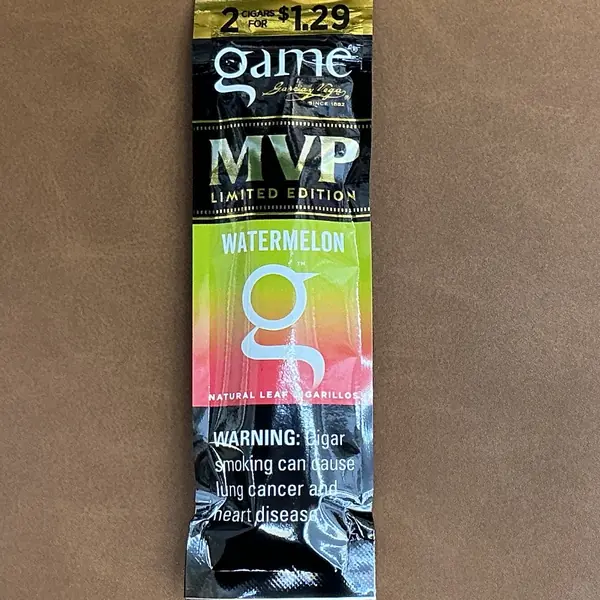 2 CIGARS FOR $1.29
game
Garcia y Vega
SINCE 1882
MVP
LIMITED EDITION
WATERMELON
g™
NATURAL LEAF CIGARILLOS
WARNING: Cigar
smoking can cause
lung cancer and
heart disease.